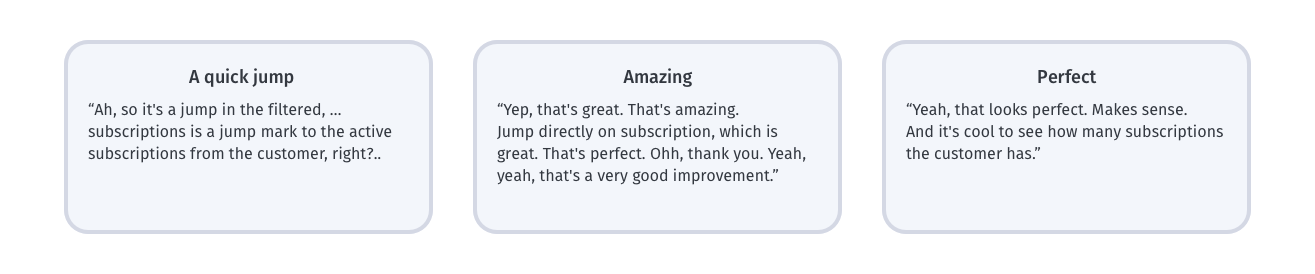 A quick jump
“Ah, so it's a jump in the filtered, ...
subscriptions is a jump mark to the active
subscriptions from the customer, right?..
Amazing
“Yep, that's great. That's amazing.
Jump directly on subscription, which is
great. That's perfect. Ohh, thank you. Yeah,
yeah, that's a very good improvement.”
Perfect
“Yeah, that looks perfect. Makes sense.
And it's cool to see how many subscriptions
the customer has.”